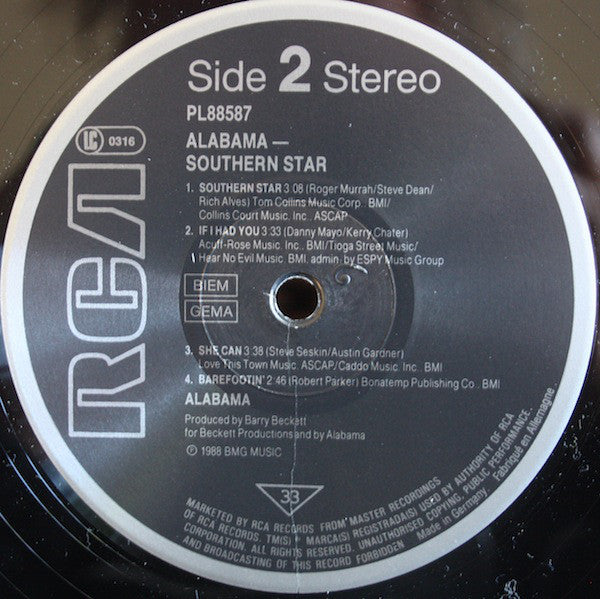 Side 2 Stereo
PL88587
LC 0316
ALABAMA —
SOUTHERN STAR
1. SOUTHERN STAR 3:08 (Roger Murrah/Steve Dean/
Rich Alves) Tom Collins Music Corp.. BMI/
Collins Court Music. Inc.. ASCAP
2. IF I HAD YOU 3:33 (Danny Mayo/Kerry Chater)
Acuff-Rose Music. Inc.. BMI/Tioga Street Music/
Hear No Evil Music. BMI. admin. by ESPY Music Group
BIEM
GEMA
3. SHE CAN 3:38 (Steve Seskin/Austin Gardner)
Love This Town Music. ASCAP/Caddo Music. Inc.. BMI
4. BAREFOOTIN' 2:46 (Robert Parker) Bonatemp Publishing Co.. BMI
ALABAMA
Produced by Barry Beckett
for Beckett Productions and by Alabama
℗ 1988 BMG MUSIC
33
RCA
MARKETED BY RCA RECORDS FROM MASTER RECORDINGS
OF RCA RECORDS. TM(S) ® MARCA(S) REGISTRADA(S) USED BY AUTHORITY OF RCA
CORPORATION. ALL RIGHTS RESERVED. UNAUTHORISED COPYING, PUBLIC PERFORMANCE
AND BROADCASTING OF THIS RECORD FORBIDDEN
Made in Germany Fabriqué en Allemagne